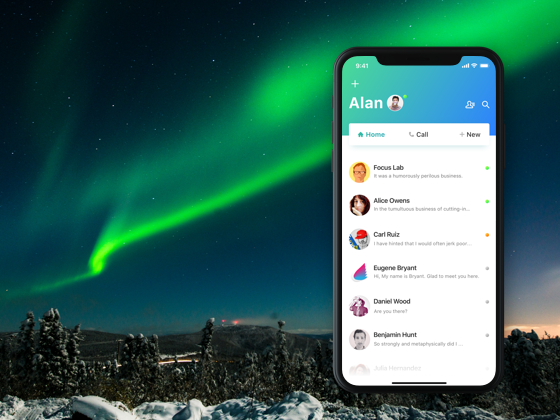 9:41
+
Alan
Home Call + New
Focus Lab
It was a humorously perilous business.
Alice Owens
In the tumultuous business of cutting-in...
Carl Ruiz
I have hinted that I would often jerk poor ...
Eugene Bryant
Hi, My name is Bryant. Glad to meet you here.
Daniel Wood
Are you there?
Benjamin Hunt
So strongly and metaphysically did I ...
Julia Hernandez